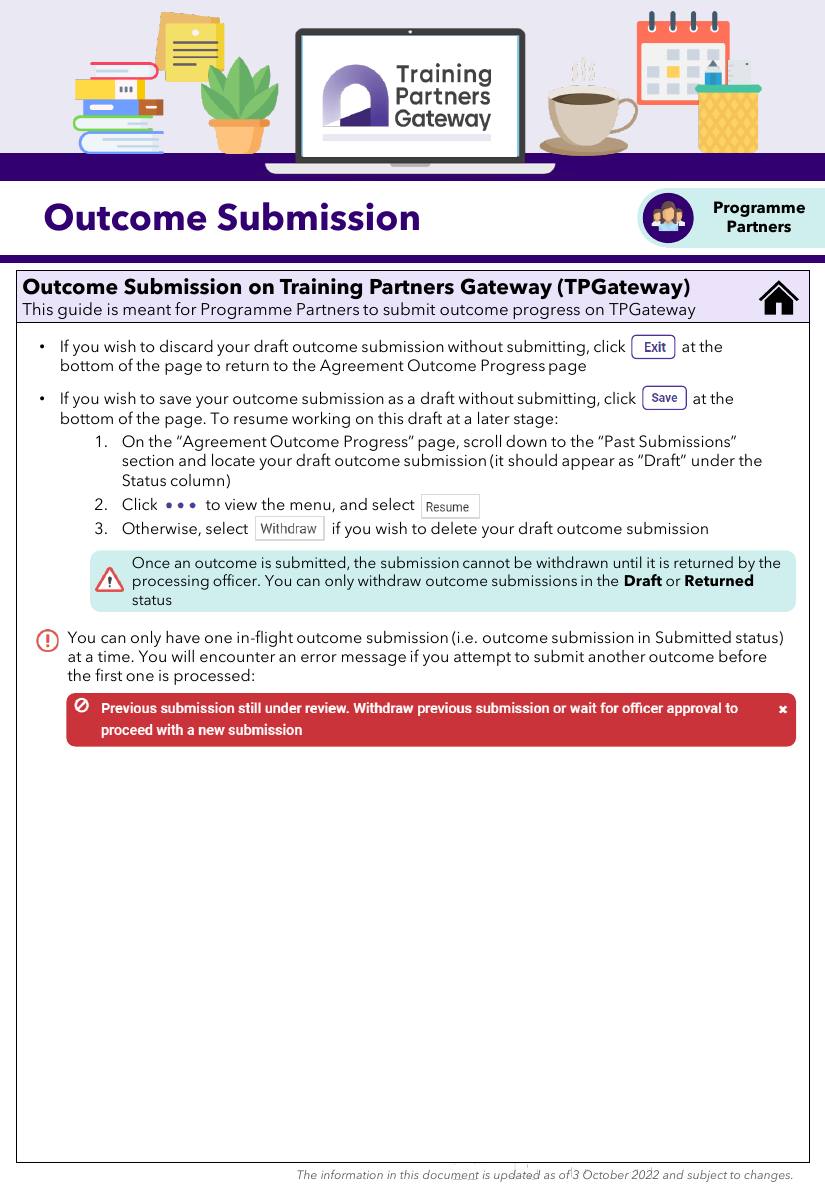 Training
Partners
Gateway
Outcome Submission
Programme
Partners
Outcome Submission on Training Partners Gateway (TPGateway)
This guide is meant for Programme Partners to submit outcome progress on TPGateway
• If you wish to discard your draft outcome submission without submitting, click Exit at the
bottom of the page to return to the Agreement Outcome Progress page
• If you wish to save your outcome submission as a draft without submitting, click Save at the
bottom of the page. To resume working on this draft at a later stage:
1. On the “Agreement Outcome Progress” page, scroll down to the “Past Submissions”
section and locate your draft outcome submission (it should appear as “Draft” under the
Status column)
2. Click ••• to view the menu, and select Resume
3. Otherwise, select Withdraw if you wish to delete your draft outcome submission
Once an outcome is submitted, the submission cannot be withdrawn until it is returned by the
processing officer. You can only withdraw outcome submissions in the Draft or Returned
status
You can only have one in-flight outcome submission (i.e. outcome submission in Submitted status)
at a time. You will encounter an error message if you attempt to submit another outcome before
the first one is processed:
Previous submission still under review. Withdraw previous submission or wait for officer approval to
proceed with a new submission
The information in this document is updated as of 3 October 2022 and subject to changes.